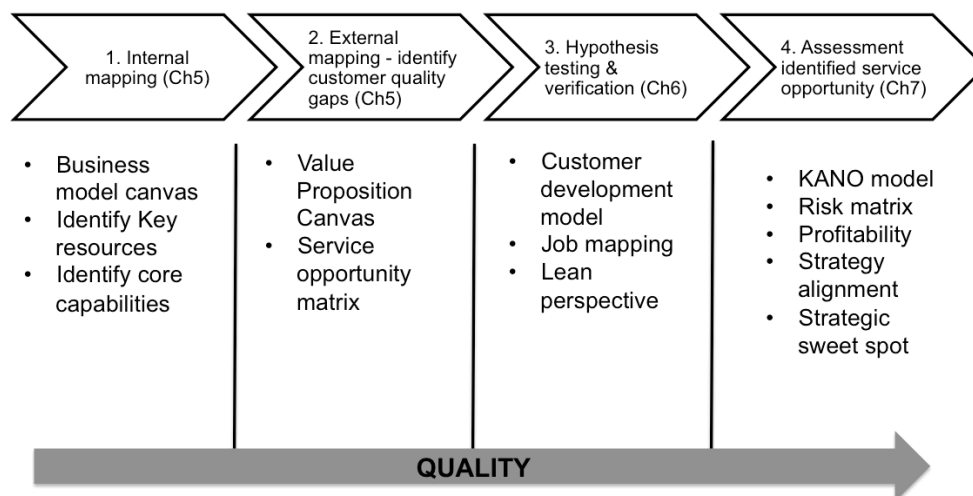 1. Internal
mapping (Ch5)
2. External
mapping - identify
customer quality
gaps (Ch5)
3. Hypothesis
testing &
verification (Ch6)
4. Assessment
identified service
opportunity (Ch7)
• Business
model canvas
• Identify Key
resources
• Identify core
capabilities
• Value
Proposition
Canvas
• Service
opportunity
matrix
• Customer
development
model
• Job mapping
• Lean
perspective
• KANO model
• Risk matrix
• Profitability
• Strategy
alignment
• Strategic
sweet spot
QUALITY